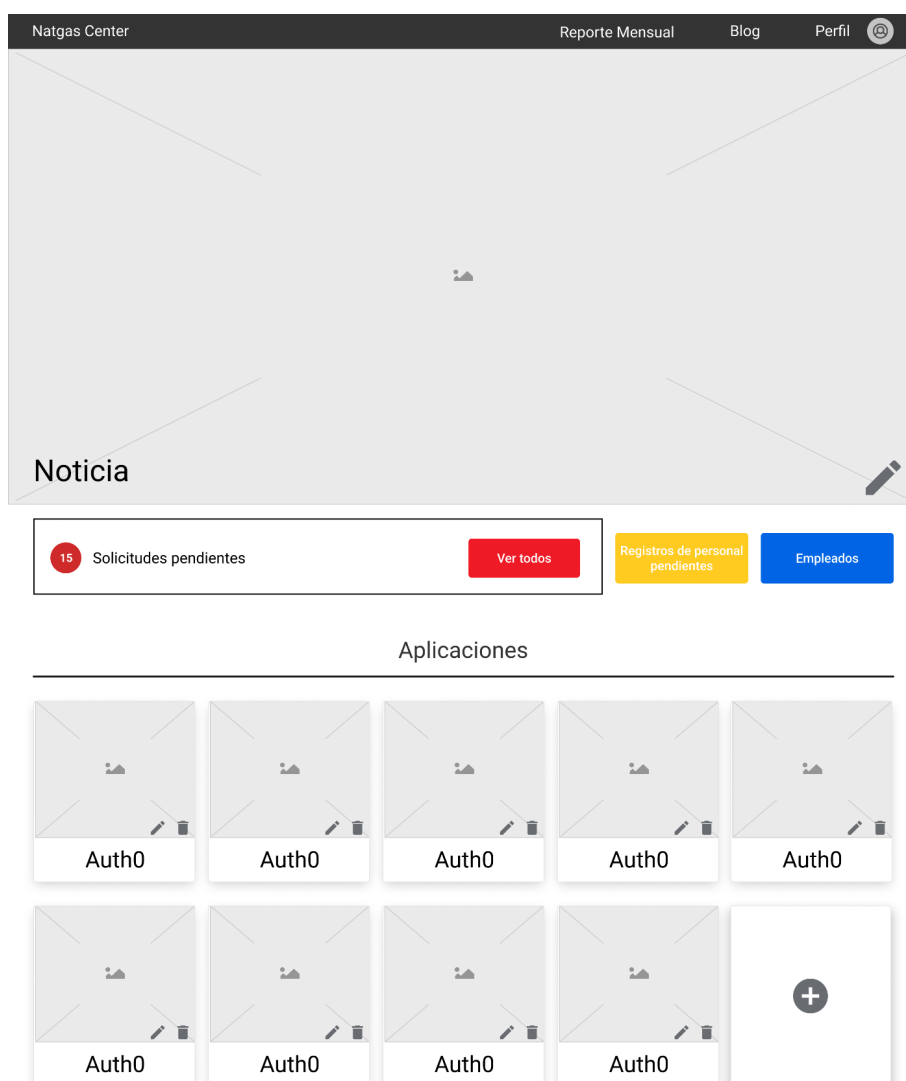 Natgas Center Reporte Mensual Blog Perfil
Noticia
15 Solicitudes pendientes Ver todos
Registros de personal
pendientes
Empleados
Aplicaciones
Auth0 Auth0 Auth0 Auth0 Auth0
Auth0 Auth0 Auth0 Auth0